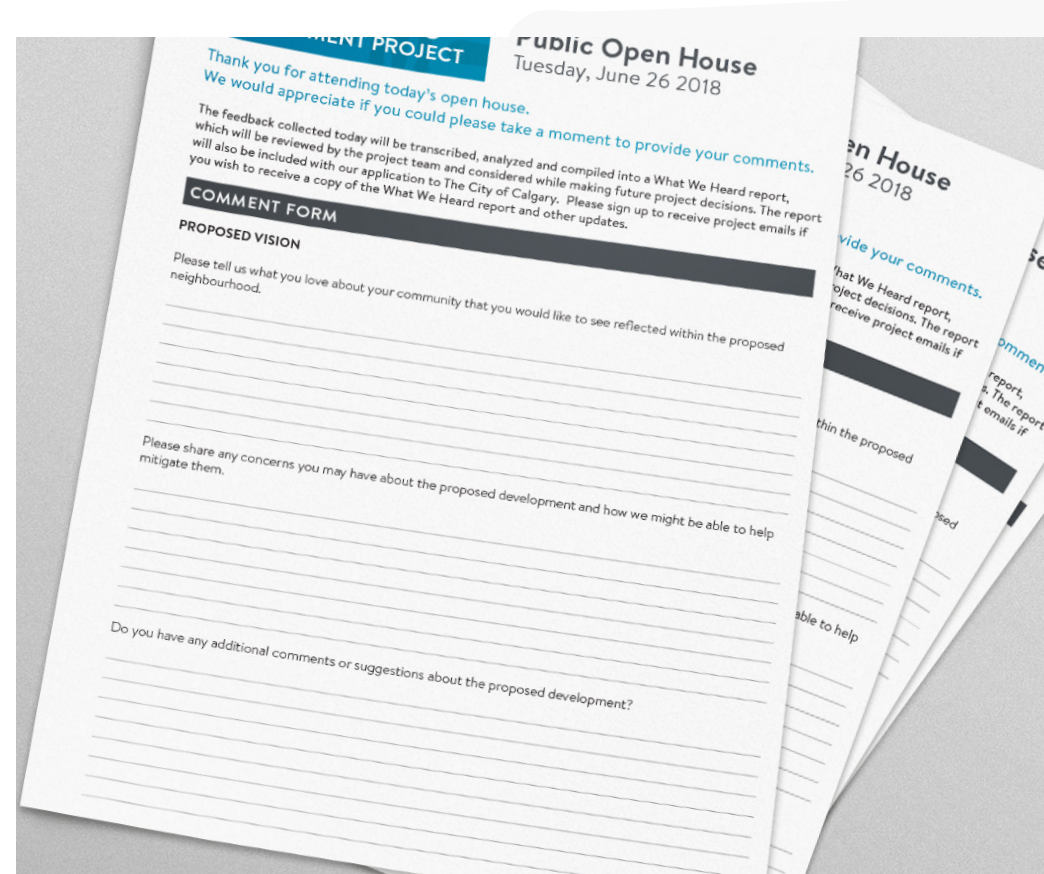 MENT PROJECT
Public Open House
Tuesday, June 26 2018
Thank you for attending today's open house.
We would appreciate if you could please take a moment to provide your comments.
The feedback collected today will be transcribed, analyzed and compiled into a What We Heard report,
which will be reviewed by the project team and considered while making future project decisions. The report
will also be included with our application to The City of Calgary. Please sign up to receive project emails if
you wish to receive a copy of the What We Heard report and other updates.
COMMENT FORM
PROPOSED VISION
Please tell us what you love about your community that you would like to see reflected within the proposed
neighbourhood.
Please share any concerns you may have about the proposed development and how we might be able to help
mitigate them.
Do you have any additional comments or suggestions about the proposed development?
en House
26 2018
vide your comments.
hat We Heard report,
oject decisions. The report
receive project emails if
thin the proposed
able to help
se
ommen
report,
s. The report
t emails if
osed